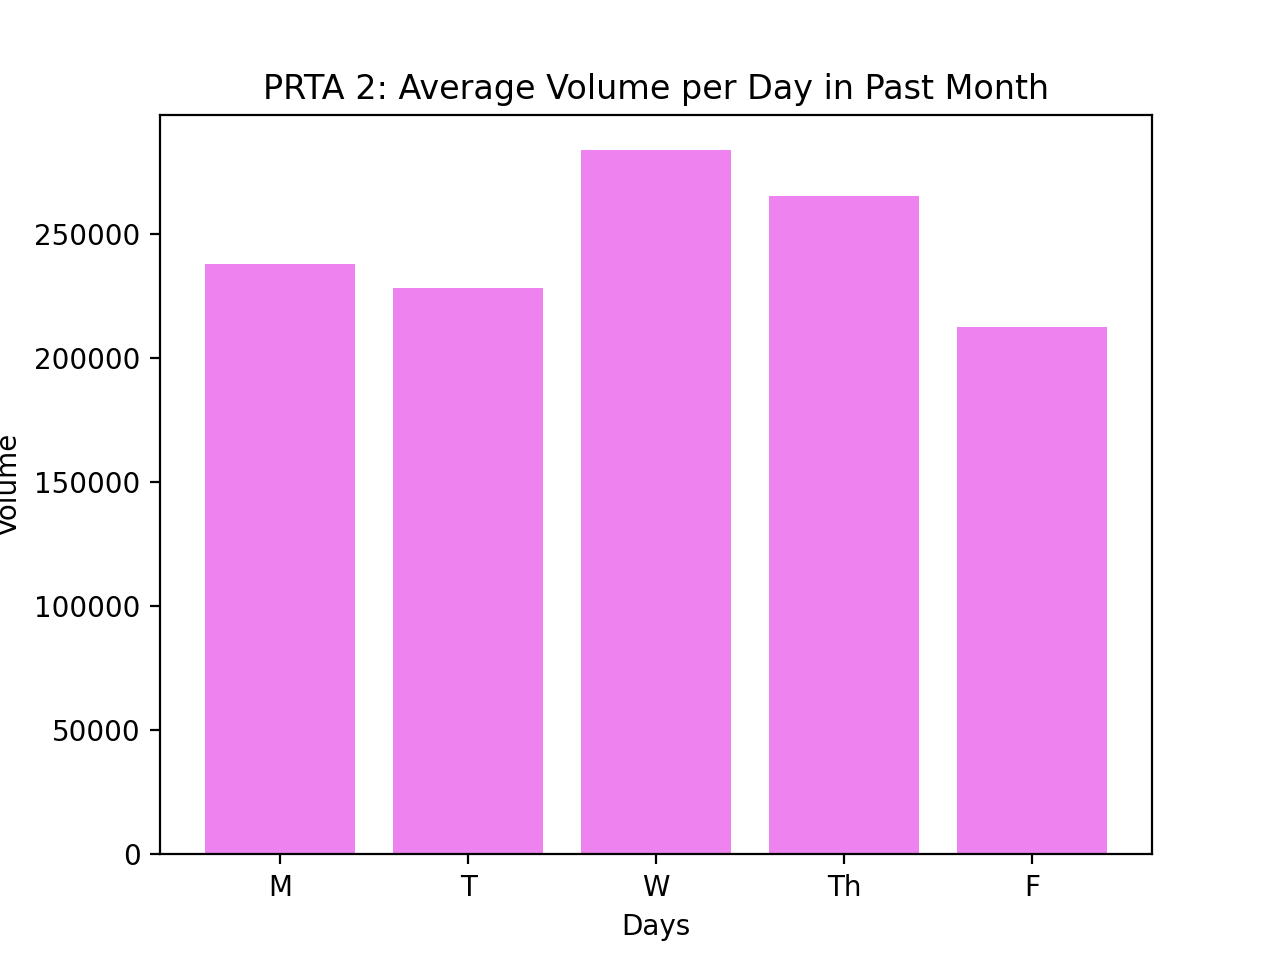 PRTA 2: Average Volume per Day in Past Month
250000
200000
150000
100000
50000
0
Volume
M T W Th F
Days